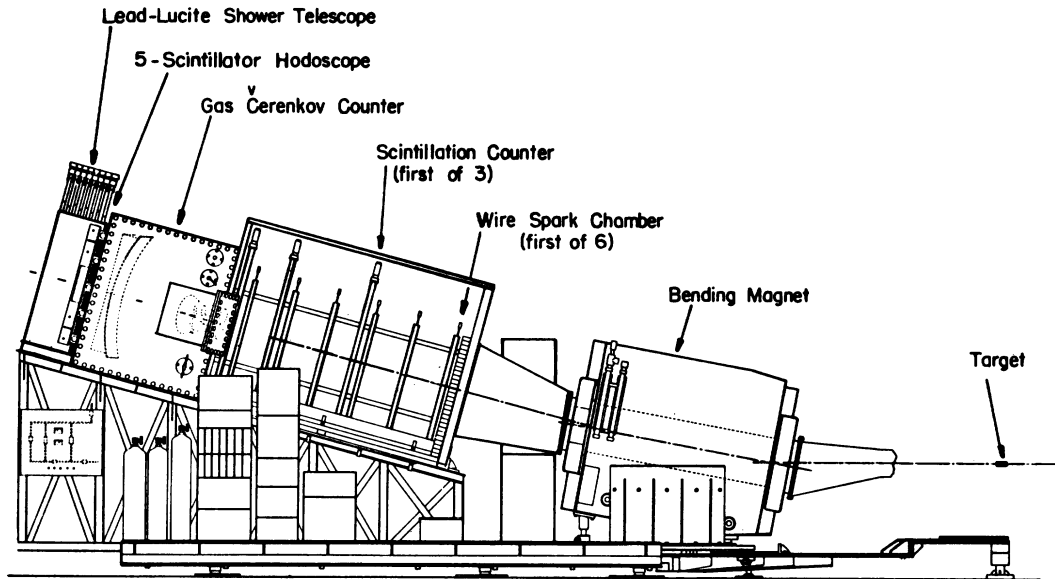 Lead-Lucite Shower Telescope
5-Scintillator Hodoscope
Gas Čerenkov Counter
Scintillation Counter
(first of 3)
Wire Spark Chamber
(first of 6)
Bending Magnet
Target